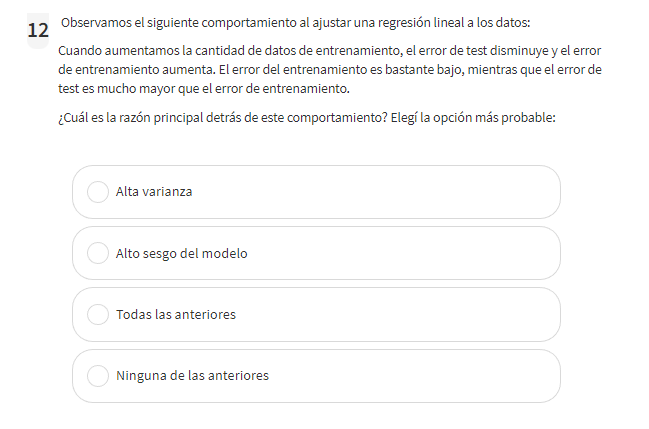 12 Observamos el siguiente comportamiento al ajustar una regresión lineal a los datos:
Cuando aumentamos la cantidad de datos de entrenamiento, el error de test disminuye y el error
de entrenamiento aumenta. El error del entrenamiento es bastante bajo, mientras que el error de
test es mucho mayor que el error de entrenamiento.
¿Cuál es la razón principal detrás de este comportamiento? Elegí la opción más probable:
Alta varianza
Alto sesgo del modelo
Todas las anteriores
Ninguna de las anteriores